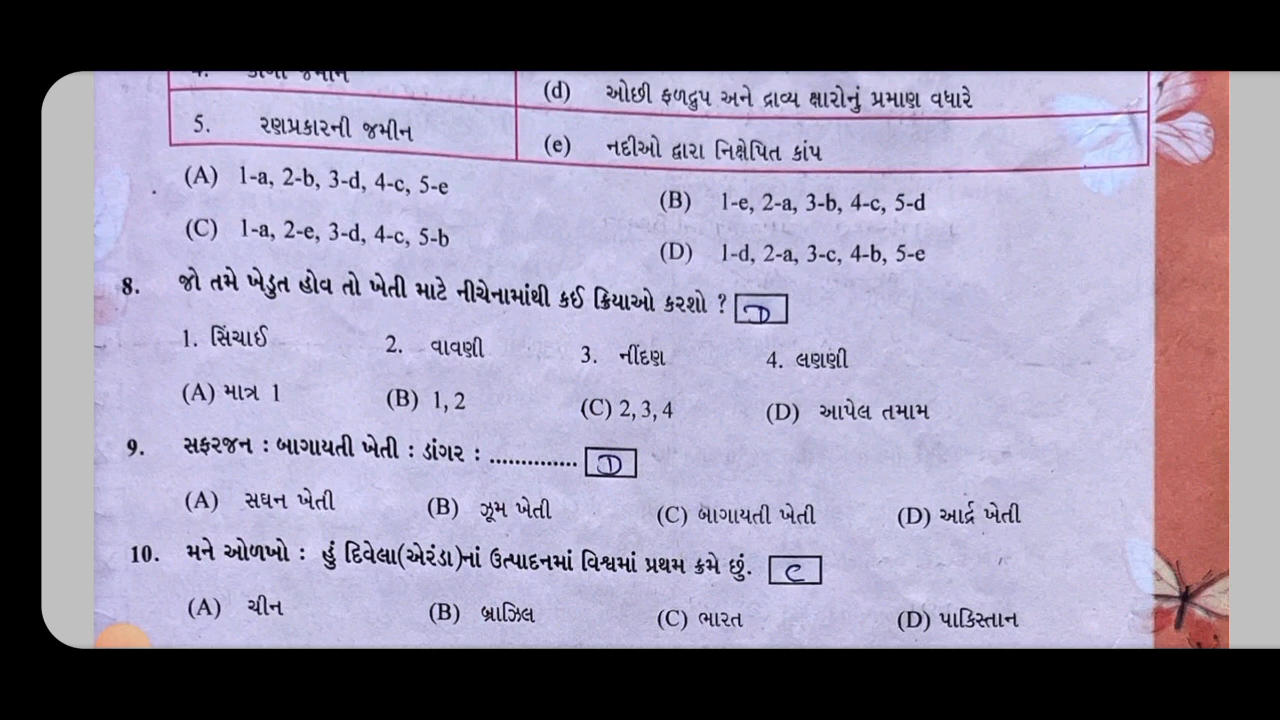 4. કાળી જમીન
(d) ઓછી ફળદ્રુપ અને દ્રાવ્ય ક્ષારોનું પ્રમાણ વધારે
5. રણપ્રકારની જમીન
(e) નદીઓ દ્વારા નિક્ષેપિત કાંપ
(A) 1-a, 2-b, 3-d, 4-c, 5-e
(B) 1-e, 2-a, 3-b, 4-c, 5-d
(C) 1-a, 2-e, 3-d, 4-c, 5-b
(D) 1-d, 2-a, 3-c, 4-b, 5-e
8. જો તમે ખેડુત હોવ તો ખેતી માટે નીચેનામાંથી કઈ ક્રિયાઓ કરશો ? D
1. સિંચાઈ 2. વાવણી 3. નીંદણ 4. લણણી
(A) માત્ર 1 (B) 1, 2 (C) 2, 3, 4 (D) આપેલ તમામ
9. સફરજન : બાગાયતી ખેતી : ડાંગર : .............. D
(A) સઘન ખેતી (B) ઝૂમ ખેતી (C) બાગાયતી ખેતી (D) આર્દ્ર ખેતી
10. મને ઓળખો : હું દિવેલા(એરંડા)નાં ઉત્પાદનમાં વિશ્વમાં પ્રથમ ક્રમે છું. C
(A) ચીન (B) બ્રાઝિલ (C) ભારત (D) પાકિસ્તાન